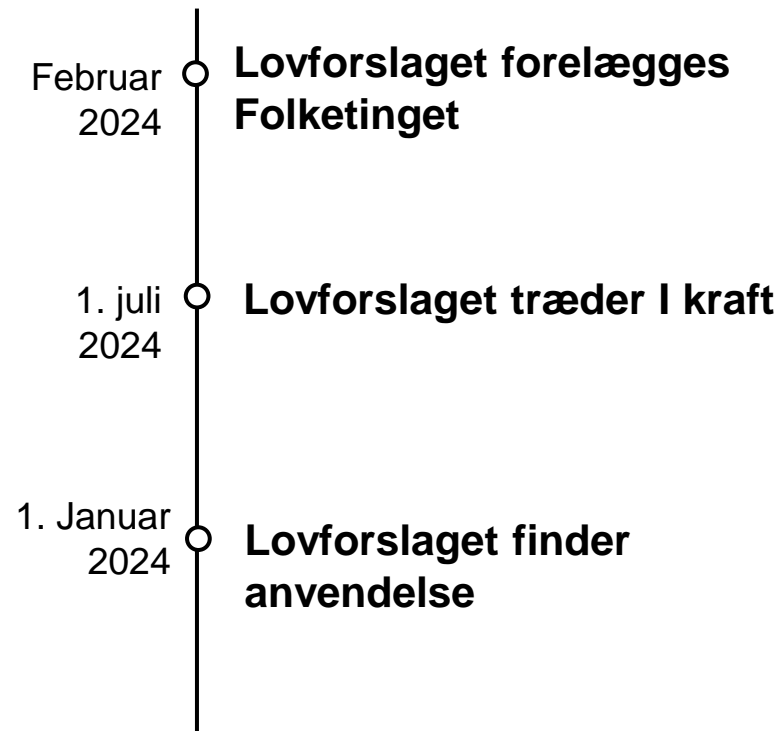 Februar
2024
Lovforslaget forelægges
Folketinget
1. juli
2024
Lovforslaget træder I kraft
1. Januar
2024
Lovforslaget finder
anvendelse